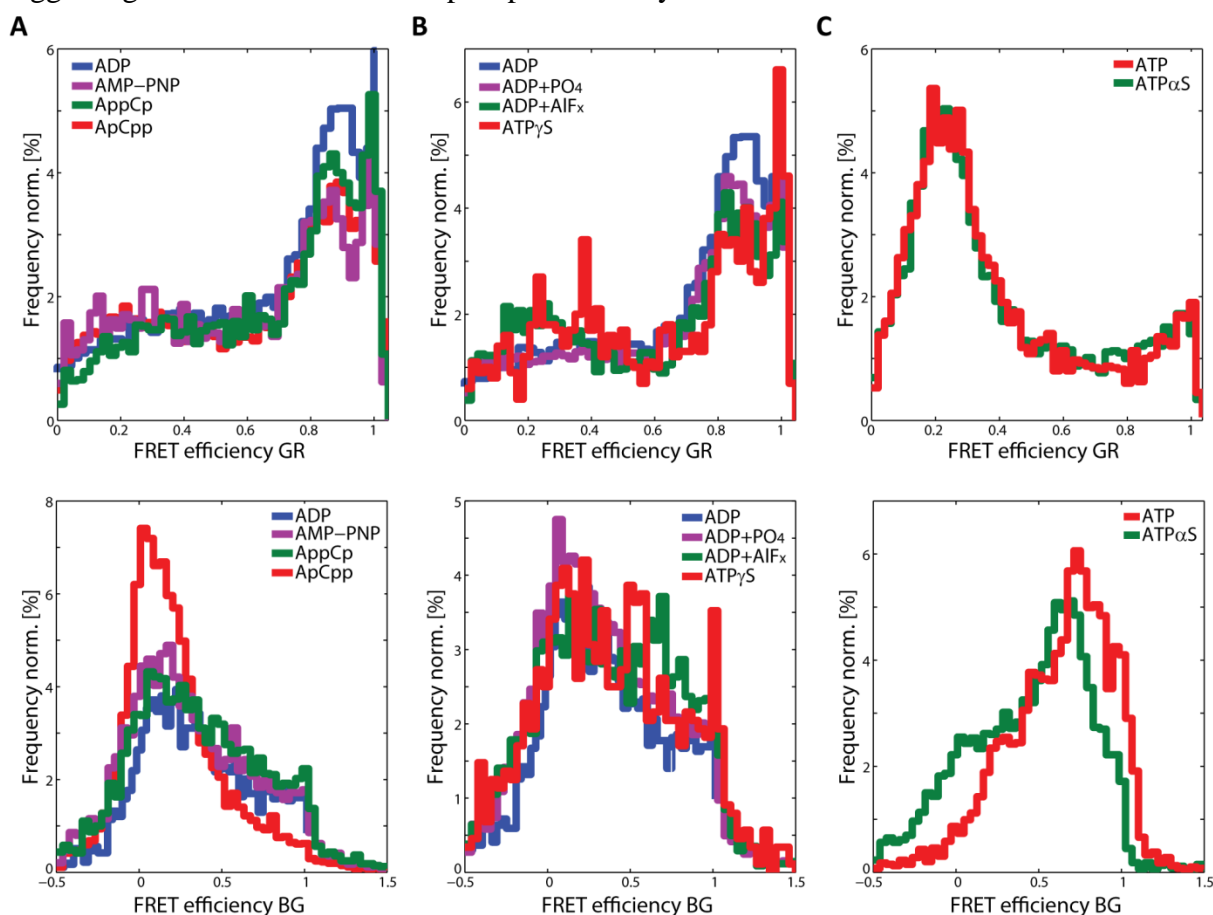 A
B
C
6
4
2
0
Frequency norm. [%]
ADP
AMP-PNP
AppCp
ApCpp
0 0.2 0.4 0.6 0.8 1
FRET efficiency GR
6
4
2
0
Frequency norm. [%]
ADP
ADP+PO4
ADP+AlFx
ATPγS
0 0.2 0.4 0.6 0.8 1
FRET efficiency GR
6
4
2
0
Frequency norm. [%]
ATP
ATPαS
0 0.2 0.4 0.6 0.8 1
FRET efficiency GR
8
6
4
2
0
Frequency norm. [%]
ADP
AMP-PNP
AppCp
ApCpp
−0.5 0 0.5 1 1.5
FRET efficiency BG
5
4
3
2
1
0
Frequency norm. [%]
ADP
ADP+PO4
ADP+AlFx
ATPγS
−0.5 0 0.5 1 1.5
FRET efficiency BG
6
4
2
0
Frequency norm. [%]
ATP
ATPαS
−0.5 0 0.5 1 1.5
FRET efficiency BG